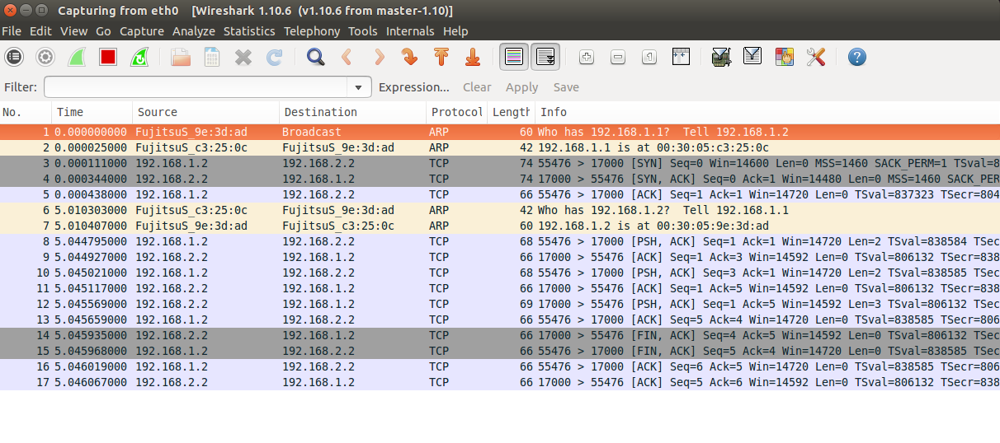 Capturing from eth0 [Wireshark 1.10.6 (v1.10.6 from master-1.10)]
File Edit View Go Capture Analyze Statistics Telephony Tools Internals Help
Filter: Expression... Clear Apply Save
No. Time Source Destination Protocol Length Info
1 0.000000000 FujitsuS_9e:3d:ad Broadcast ARP 60 Who has 192.168.1.1? Tell 192.168.1.2
2 0.000025000 FujitsuS_c3:25:0c FujitsuS_9e:3d:ad ARP 42 192.168.1.1 is at 00:30:05:c3:25:0c
3 0.000111000 192.168.1.2 192.168.2.2 TCP 74 55476 > 17000 [SYN] Seq=0 Win=14600 Len=0 MSS=1460 SACK_PERM=1 TSval=8
4 0.000344000 192.168.2.2 192.168.1.2 TCP 74 17000 > 55476 [SYN, ACK] Seq=0 Ack=1 Win=14480 Len=0 MSS=1460 SACK_PER
5 0.000438000 192.168.1.2 192.168.2.2 TCP 66 55476 > 17000 [ACK] Seq=1 Ack=1 Win=14720 Len=0 TSval=837323 TSecr=804
6 5.010303000 FujitsuS_c3:25:0c FujitsuS_9e:3d:ad ARP 42 Who has 192.168.1.2? Tell 192.168.1.1
7 5.010407000 FujitsuS_9e:3d:ad FujitsuS_c3:25:0c ARP 60 192.168.1.2 is at 00:30:05:9e:3d:ad
8 5.044795000 192.168.1.2 192.168.2.2 TCP 68 55476 > 17000 [PSH, ACK] Seq=1 Ack=1 Win=14720 Len=2 TSval=838584 TSec
9 5.044927000 192.168.2.2 192.168.1.2 TCP 66 17000 > 55476 [ACK] Seq=1 Ack=3 Win=14592 Len=0 TSval=806132 TSecr=838
10 5.045021000 192.168.1.2 192.168.2.2 TCP 68 55476 > 17000 [PSH, ACK] Seq=3 Ack=1 Win=14720 Len=2 TSval=838585 TSec
11 5.045117000 192.168.2.2 192.168.1.2 TCP 66 17000 > 55476 [ACK] Seq=1 Ack=5 Win=14592 Len=0 TSval=806132 TSecr=838
12 5.045569000 192.168.2.2 192.168.1.2 TCP 69 17000 > 55476 [PSH, ACK] Seq=1 Ack=5 Win=14592 Len=3 TSval=806132 TSec
13 5.045659000 192.168.1.2 192.168.2.2 TCP 66 55476 > 17000 [ACK] Seq=5 Ack=4 Win=14720 Len=0 TSval=838585 TSecr=806
14 5.045935000 192.168.2.2 192.168.1.2 TCP 66 17000 > 55476 [FIN, ACK] Seq=4 Ack=5 Win=14592 Len=0 TSval=806132 TSec
15 5.045968000 192.168.1.2 192.168.2.2 TCP 66 55476 > 17000 [FIN, ACK] Seq=5 Ack=4 Win=14720 Len=0 TSval=838585 TSec
16 5.046019000 192.168.1.2 192.168.2.2 TCP 66 55476 > 17000 [ACK] Seq=6 Ack=5 Win=14720 Len=0 TSval=838585 TSecr=806
17 5.046067000 192.168.2.2 192.168.1.2 TCP 66 17000 > 55476 [ACK] Seq=5 Ack=6 Win=14592 Len=0 TSval=806132 TSecr=838